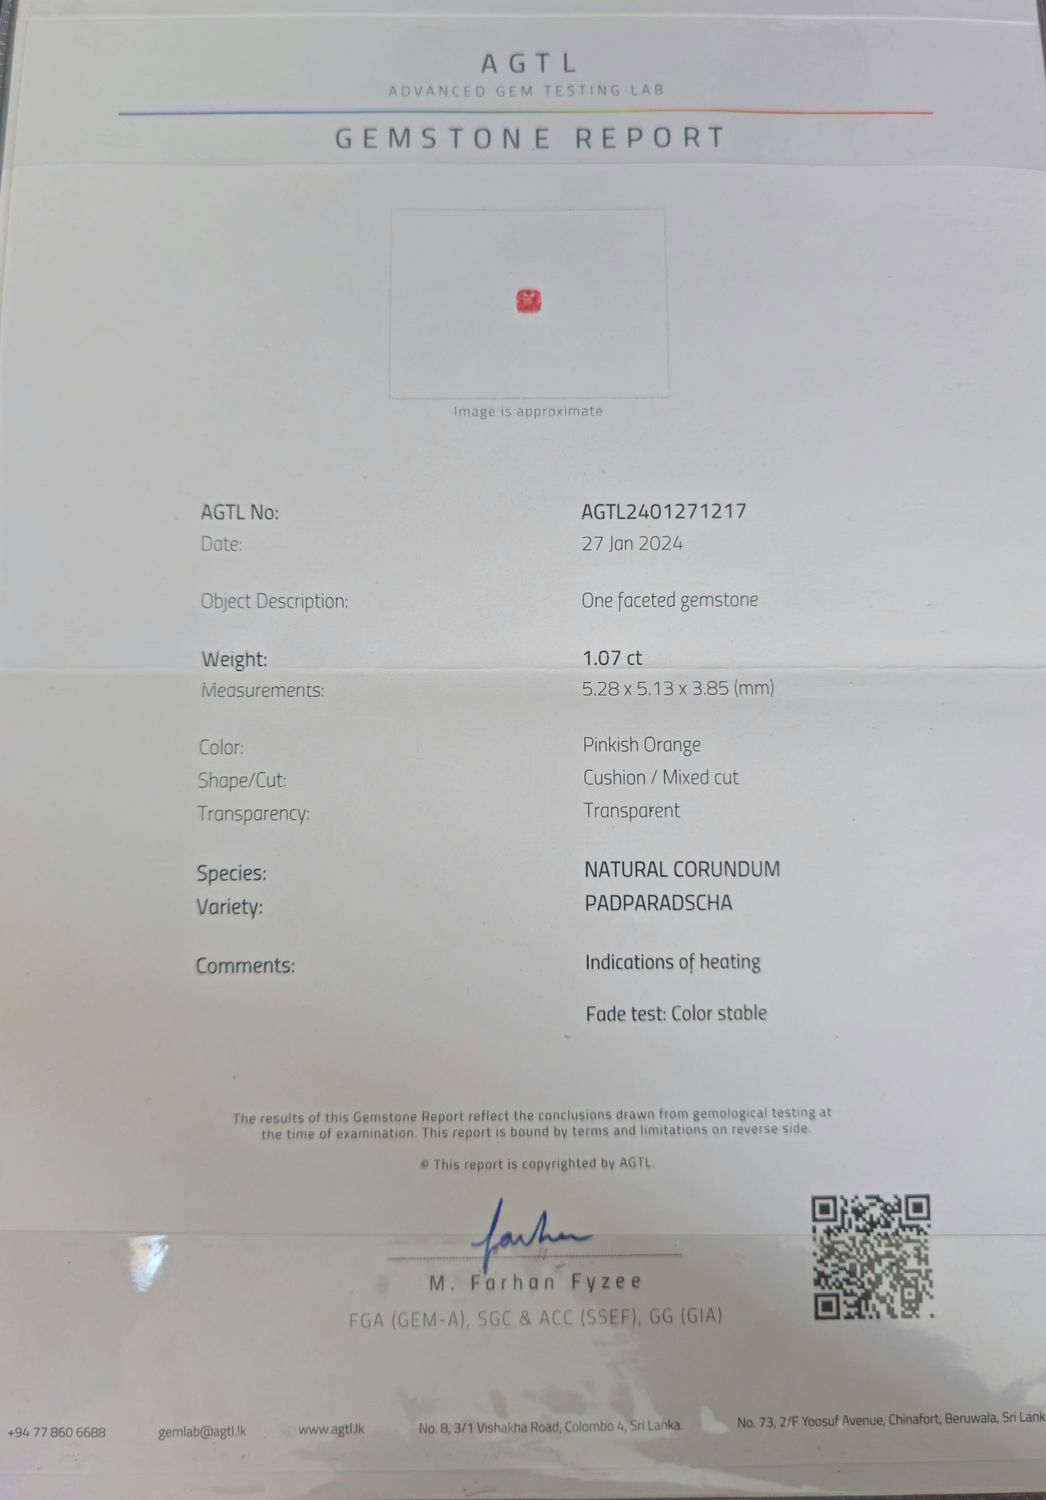 AGTL
ADVANCED GEM TESTING LAB
GEMSTONE REPORT
Image is approximate
AGTL No: AGTL2401271217
Date: 27 Jan 2024
Object Description: One faceted gemstone
Weight: 1.07 ct
Measurements: 5.28 x 5.13 x 3.85 (mm)
Color: Pinkish Orange
Shape/Cut: Cushion / Mixed cut
Transparency: Transparent
Species: NATURAL CORUNDUM
Variety: PADPARADSCHA
Comments: Indications of heating
Fade test: Color stable
The results of this Gemstone Report reflect the conclusions drawn from gemological testing at
the time of examination. This report is bound by terms and limitations on reverse side.
© This report is copyrighted by AGTL.
M. Farhan Fyzee
FGA (GEM-A), SGC & ACC (SSEF), GG (GIA)
+94 77 860 6688 gemlab@agtl.lk www.agtl.lk No. 8, 3/1 Vishakha Road, Colombo 4, Sri Lanka. No. 73, 2/F Yoosuf Avenue, Chinafort, Beruwala, Sri Lank